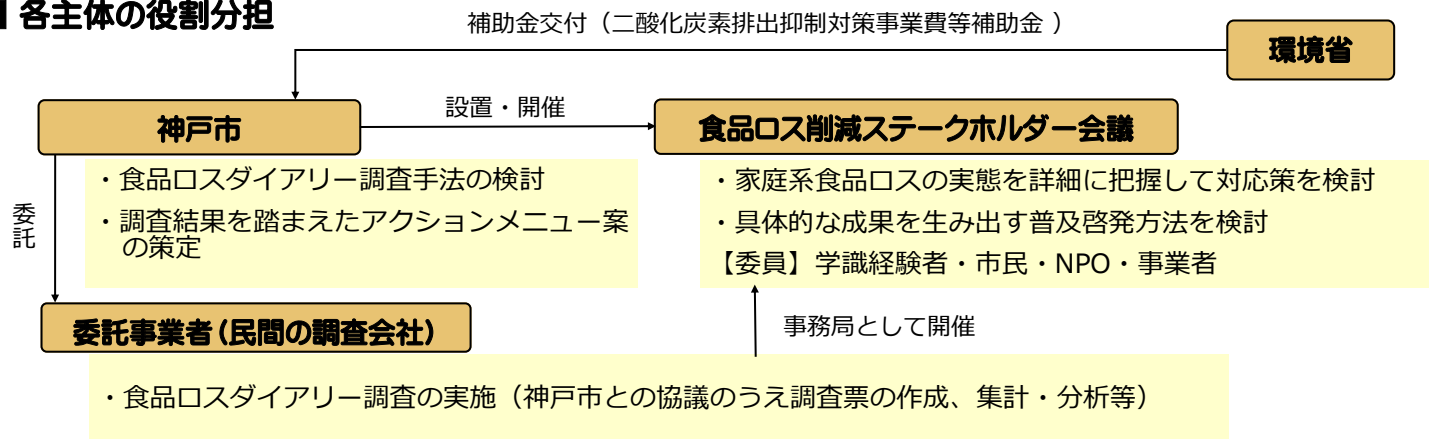 各主体の役割分担
補助金交付（二酸化炭素排出抑制対策事業費等補助金 ）
環境省
神戸市
設置・開催
食品ロス削減ステークホルダー会議
・食品ロスダイアリー調査手法の検討
・調査結果を踏まえたアクションメニュー案
の策定
・家庭系食品ロスの実態を詳細に把握して対応策を検討
・具体的な成果を生み出す普及啓発方法を検討
【委員】学識経験者・市民・NPO・事業者
委託
委託事業者（民間の調査会社）
事務局として開催
・食品ロスダイアリー調査の実施（神戸市との協議のうえ調査票の作成、集計・分析等）